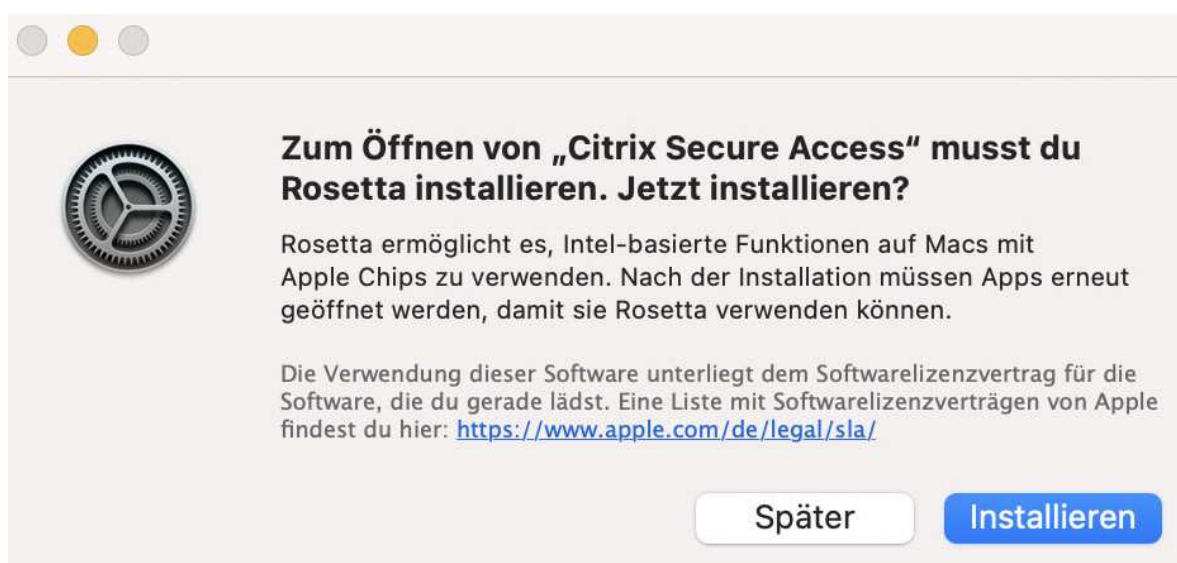 Zum Öffnen von „Citrix Secure Access“ musst du
Rosetta installieren. Jetzt installieren?
Rosetta ermöglicht es, Intel-basierte Funktionen auf Macs mit
Apple Chips zu verwenden. Nach der Installation müssen Apps erneut
geöffnet werden, damit sie Rosetta verwenden können.
Die Verwendung dieser Software unterliegt dem Softwarelizenzvertrag für die
Software, die du gerade lädst. Eine Liste mit Softwarelizenzverträgen von Apple
findest du hier: https://www.apple.com/de/legal/sla/
Später
Installieren